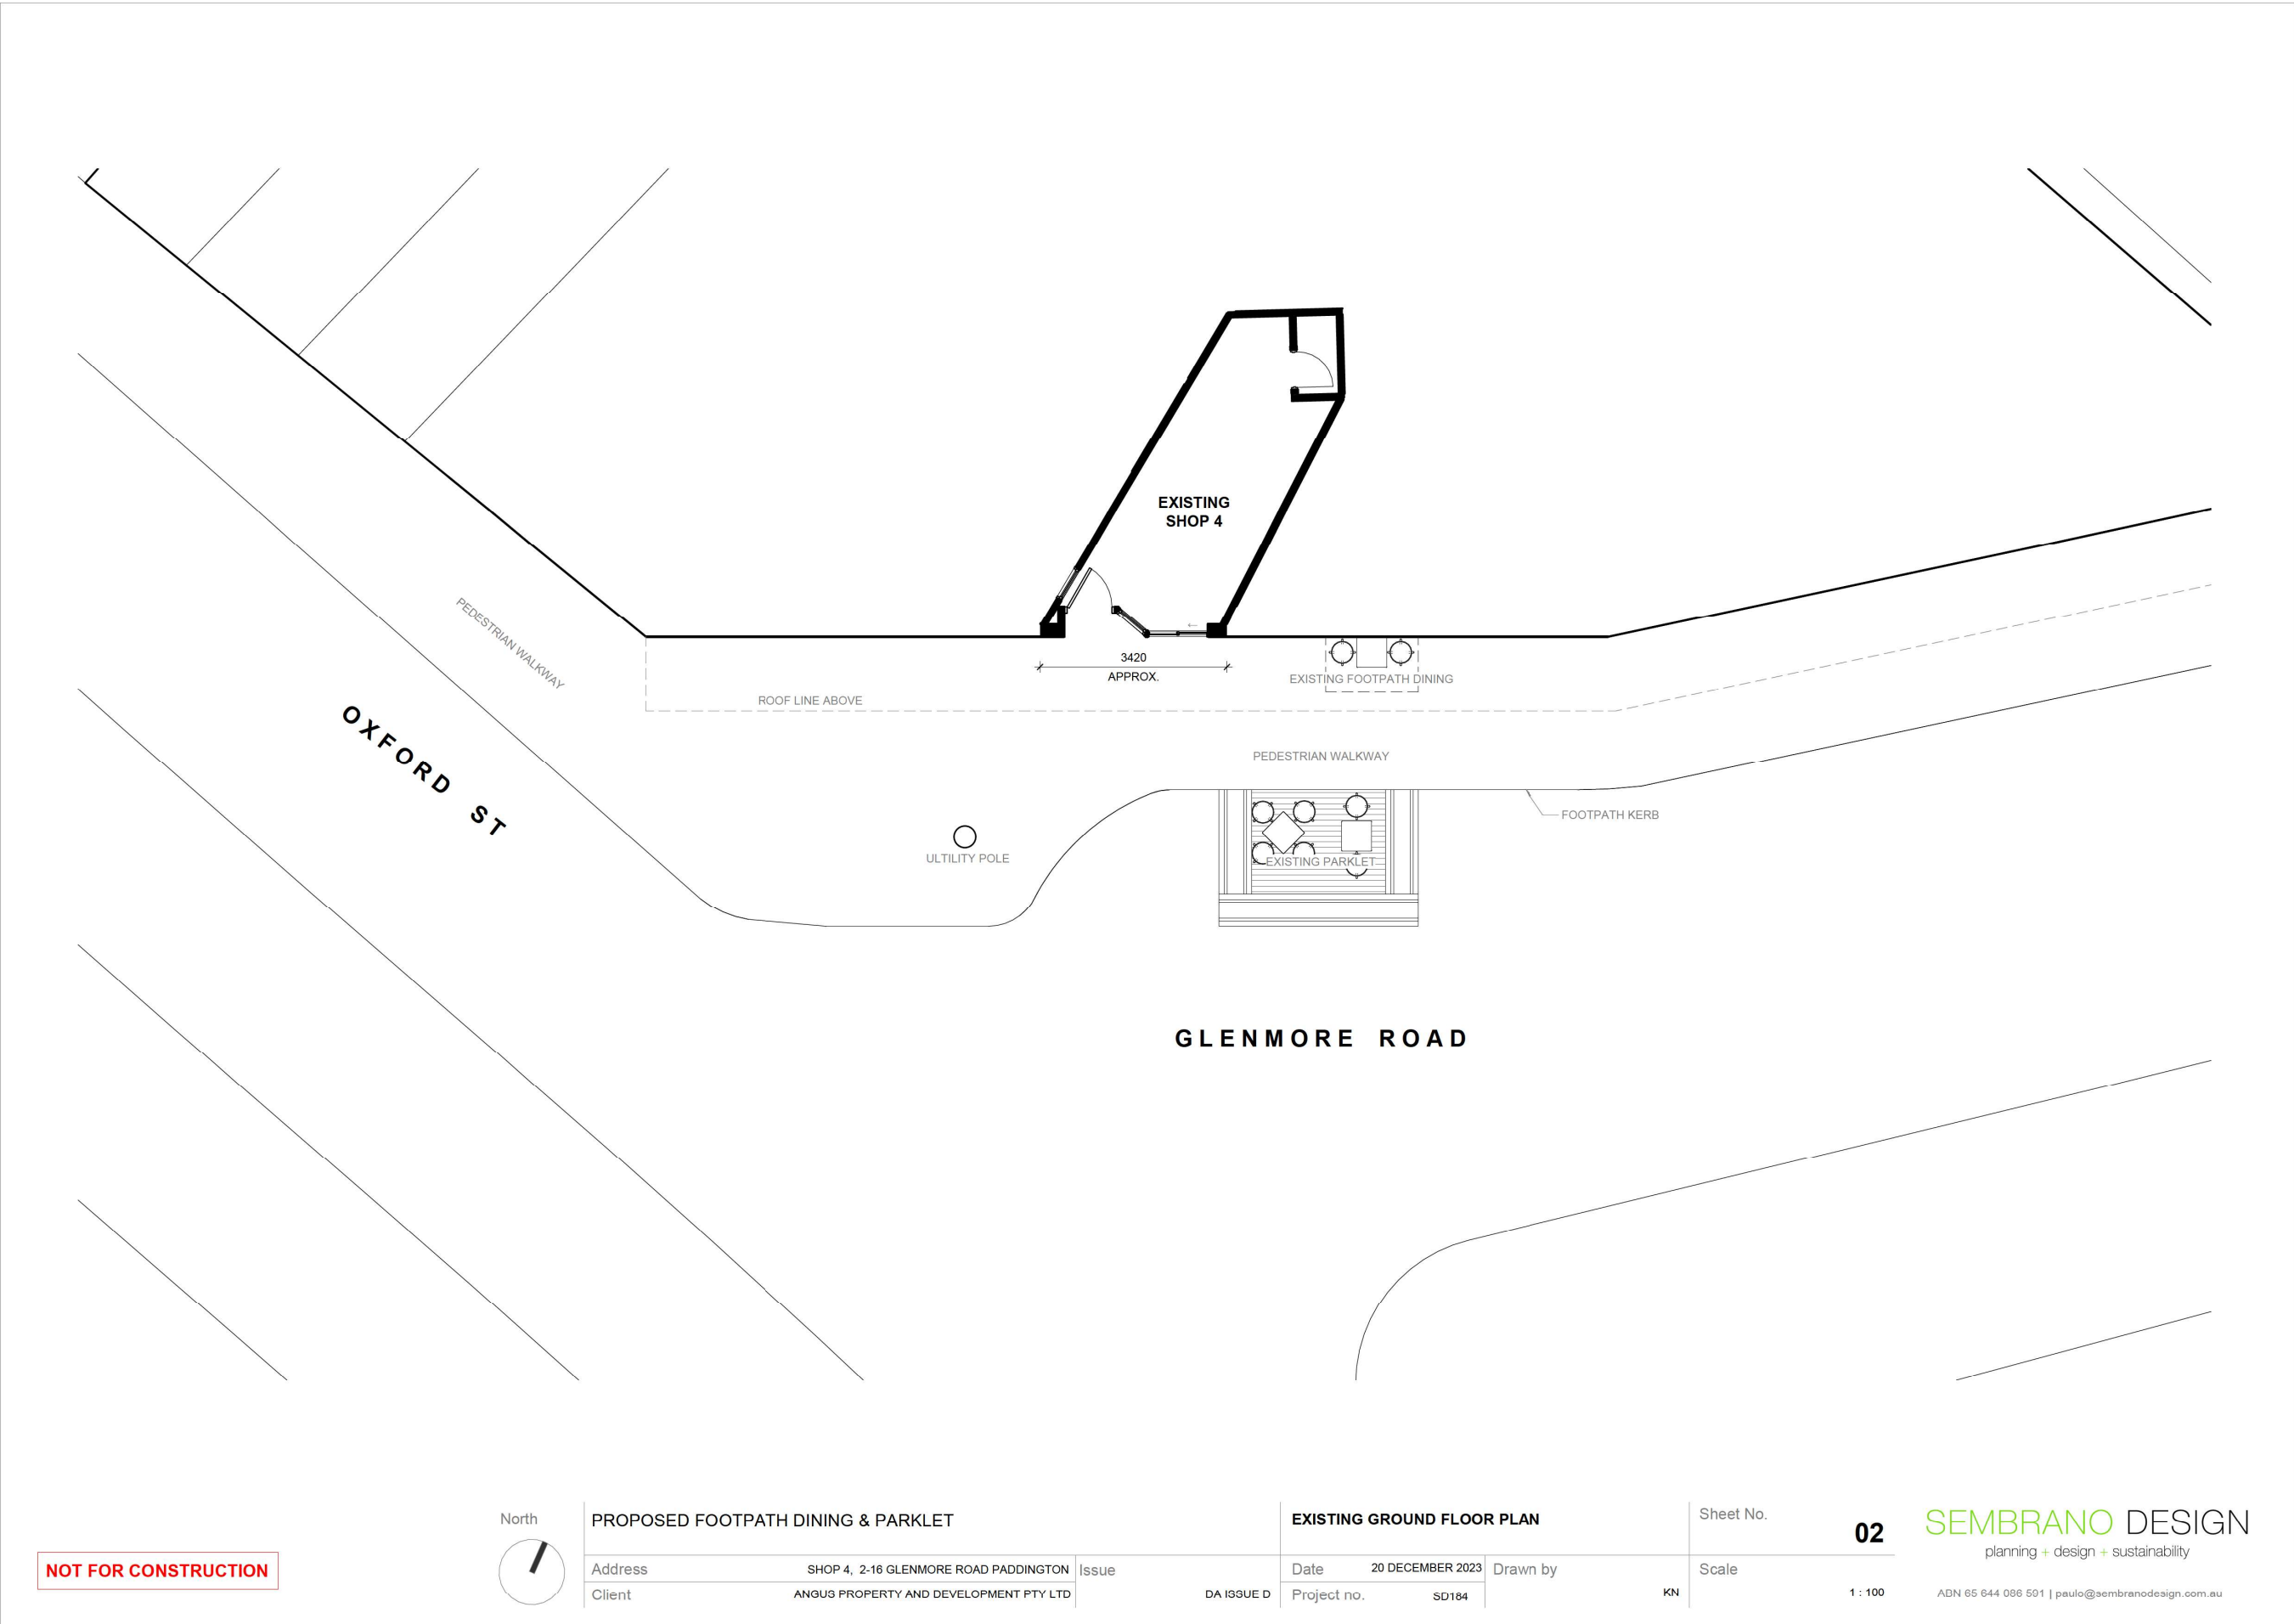 EXISTING
SHOP 4
PEDESTRIAN WALKWAY
3420
APPROX.
EXISTING FOOTPATH DINING
ROOF LINE ABOVE
OXFORD ST
PEDESTRIAN WALKWAY
FOOTPATH KERB
ULTILITY POLE
EXISTING PARKLET
GLENMORE ROAD
NOT FOR CONSTRUCTION
North
PROPOSED FOOTPATH DINING & PARKLET
Address SHOP 4, 2-16 GLENMORE ROAD PADDINGTON
Client ANGUS PROPERTY AND DEVELOPMENT PTY LTD
Issue
DA ISSUE D
EXISTING GROUND FLOOR PLAN
Date 20 DECEMBER 2023
Project no. SD184
Drawn by
KN
Sheet No.
02
Scale
1 : 100
SEMBRANO DESIGN
planning + design + sustainability
ABN 65 644 086 591 | paulo@sembranodesign.com.au